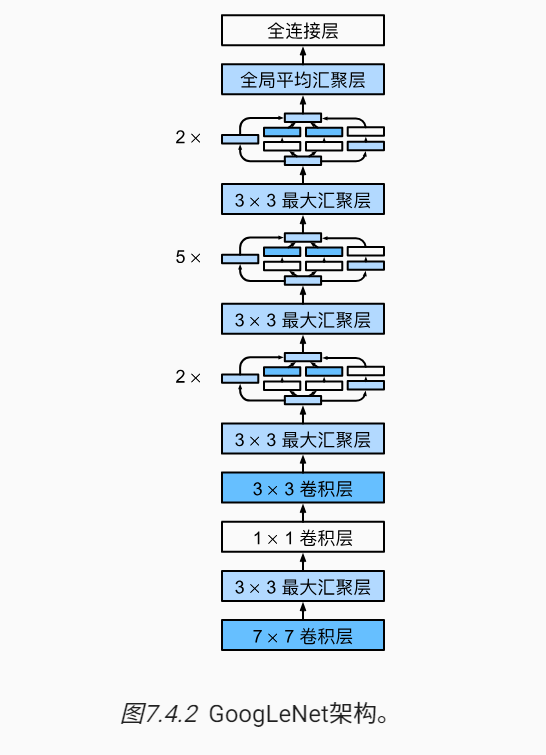 全连接层
全局平均汇聚层
2 ×
3 × 3 最大汇聚层
5 ×
3 × 3 最大汇聚层
2 ×
3 × 3 最大汇聚层
3 × 3 卷积层
1 × 1 卷积层
3 × 3 最大汇聚层
7 × 7 卷积层
图7.4.2 GoogLeNet架构。